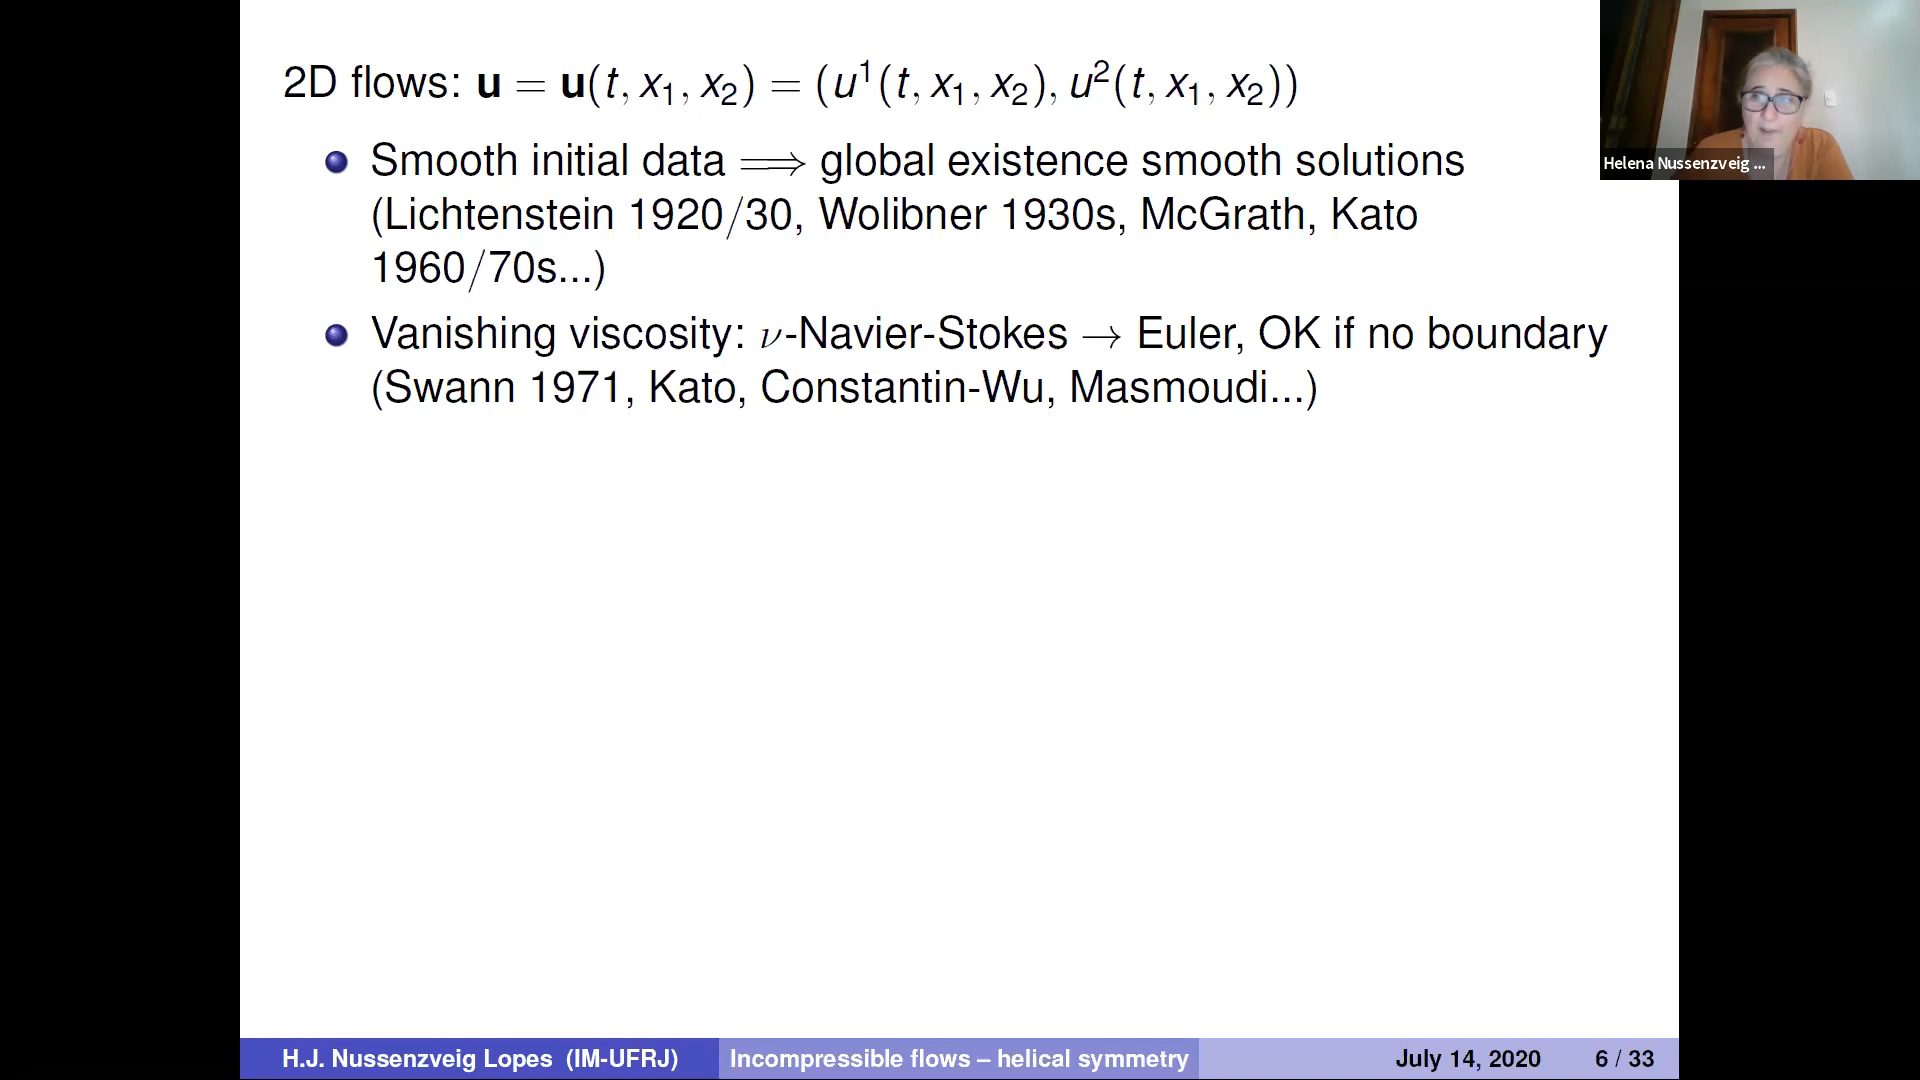 2D flows: u = u(t, x₁, x₂) = (u¹(t, x₁, x₂), u²(t, x₁, x₂))
Smooth initial data ⟹ global existence smooth solutions
(Lichtenstein 1920/30, Wolibner 1930s, McGrath, Kato
1960/70s...)
Vanishing viscosity: ν-Navier-Stokes → Euler, OK if no boundary
(Swann 1971, Kato, Constantin-Wu, Masmoudi...)
Helena Nussenzveig ...
H.J. Nussenzveig Lopes (IM-UFRJ) Incompressible flows – helical symmetry July 14, 2020 6 / 33